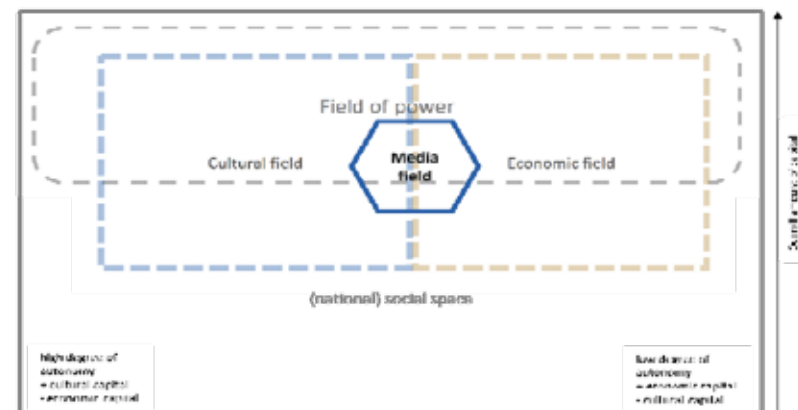 Field of power
Cultural field
Media
field
Economic field
(national) social space
high degree of
autonomy
+ cultural capital
- economic capital
low degree of
autonomy
+ economic capital
- cultural capital